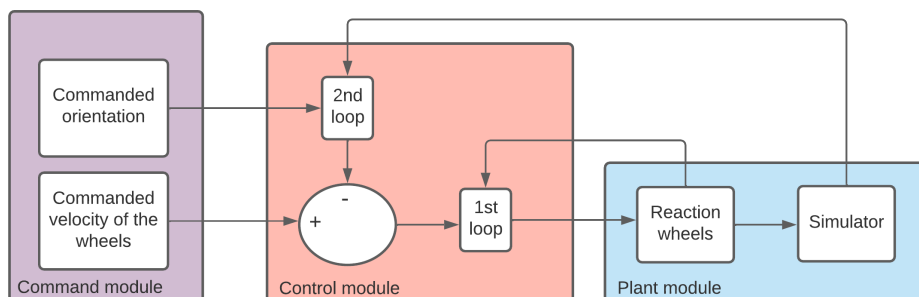 Commanded
orientation
Commanded
velocity of the
wheels
Command module
2nd
loop
-
+
1st
loop
Control module
Reaction
wheels
Simulator
Plant module